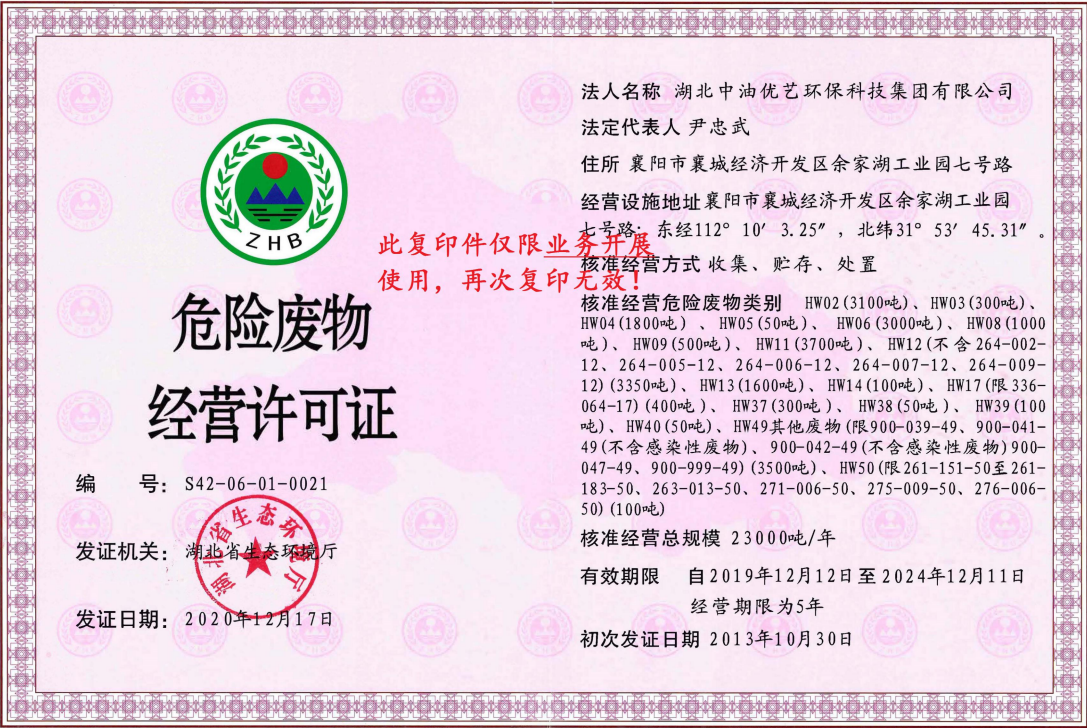 ZHB
危险废物
经营许可证
编 号: S42-06-01-0021
发证机关: 湖北省生态环境厅
湖北省生态环境厅
发证日期: 2020年12月17日
此复印件仅限业务开展
使用，再次复印无效！
法人名称 湖北中油优艺环保科技集团有限公司
法定代表人 尹忠武
住所 襄阳市襄城经济开发区余家湖工业园七号路
经营设施地址 襄阳市襄城经济开发区余家湖工业园
七号路; 东经112° 10′ 3.25″, 北纬31° 53′ 45.31″。
核准经营方式 收集、贮存、处置
核准经营危险废物类别 HW02(3100吨)、HW03(300吨)、
HW04(1800吨)、HW05(50吨)、 HW06(3000吨)、HW08(1000
吨)、HW09(500吨)、HW11(3700吨)、HW12(不含264-002-
12、264-005-12、264-006-12、264-007-12、264-009-
12)(3350吨)、HW13(1600吨)、HW14(100吨)、HW17(限336-
064-17)(400吨)、 HW37(300吨)、 HW38(50吨)、 HW39(100
吨)、HW40(50吨)、HW49其他废物(限900-039-49、900-041-
49(不含感染性废物)、900-042-49(不含感染性废物)900-
047-49、900-999-49)(3500吨)、HW50(限261-151-50至261-
183-50、263-013-50、271-006-50、275-009-50、276-006-
50)(100吨)
核准经营总规模 23000吨/年
有效期限 自2019年12月12日至2024年12月11日
经营期限为5年
初次发证日期 2013年10月30日